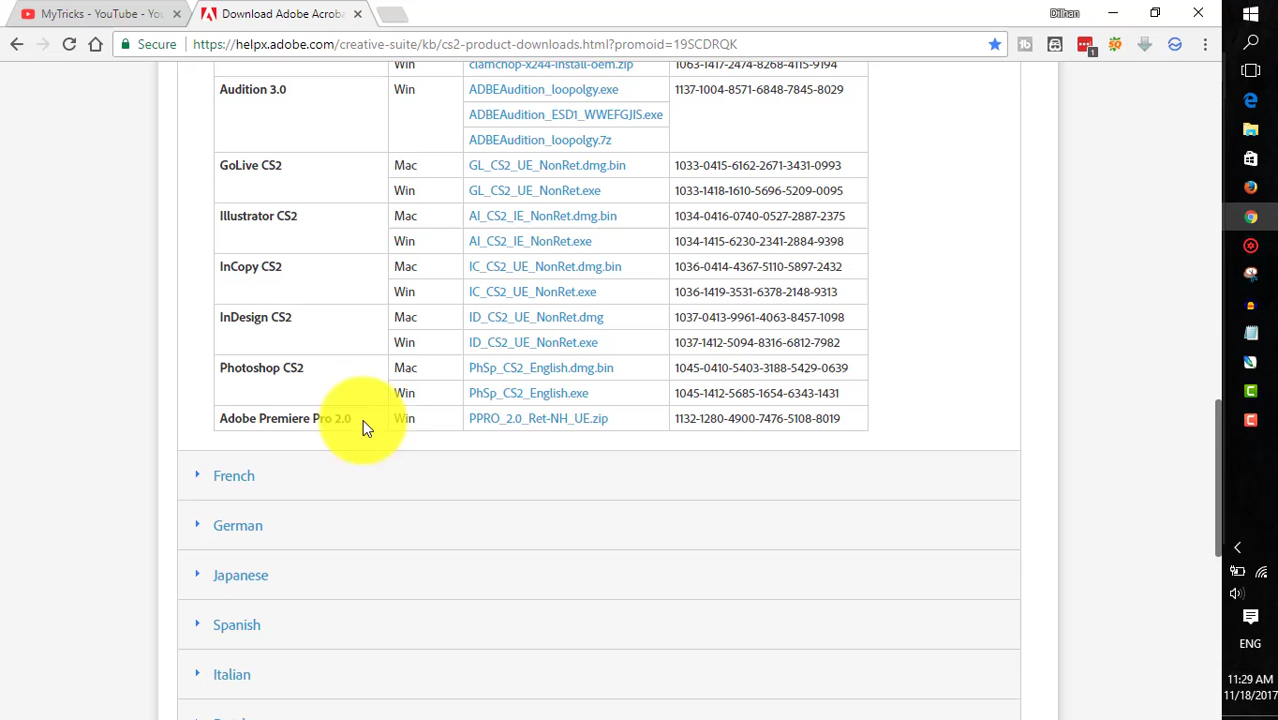 MyTricks - YouTube - You
Download Adobe Acroba
Dilhan
Secure
https://helpx.adobe.com/creative-suite/kb/cs2-product-downloads.html?promoid=19SCDRQK
1
Win clamchop-x244-install-oem.zip 1063-1417-2474-8268-4115-9194
Audition 3.0 Win ADBEAudition_loopolgy.exe 1137-1004-8571-6848-7845-8029
ADBEAudition_ESD1_WWEFGJIS.exe
ADBEAudition_loopolgy.7z
GoLive CS2 Mac GL_CS2_UE_NonRet.dmg.bin 1033-0415-6162-2671-3431-0993
Win GL_CS2_UE_NonRet.exe 1033-1418-1610-5696-5209-0095
Illustrator CS2 Mac AI_CS2_IE_NonRet.dmg.bin 1034-0416-0740-0527-2887-2375
Win AI_CS2_IE_NonRet.exe 1034-1415-6230-2341-2884-9398
InCopy CS2 Mac IC_CS2_UE_NonRet.dmg.bin 1036-0414-4367-5110-5897-2432
Win IC_CS2_UE_NonRet.exe 1036-1419-3531-6378-2148-9313
InDesign CS2 Mac ID_CS2_UE_NonRet.dmg 1037-0413-9961-4063-8457-1098
Win ID_CS2_UE_NonRet.exe 1037-1412-5094-8316-6812-7982
Photoshop CS2 Mac PhSp_CS2_English.dmg.bin 1045-0410-5403-3188-5429-0639
Win PhSp_CS2_English.exe 1045-1412-5685-1654-6343-1431
Adobe Premiere Pro 2.0 Win PPRO_2.0_Ret-NH_UE.zip 1132-1280-4900-7476-5108-8019
French
German
Japanese
Spanish
Italian
ENG
11:29 AM
11/18/2017